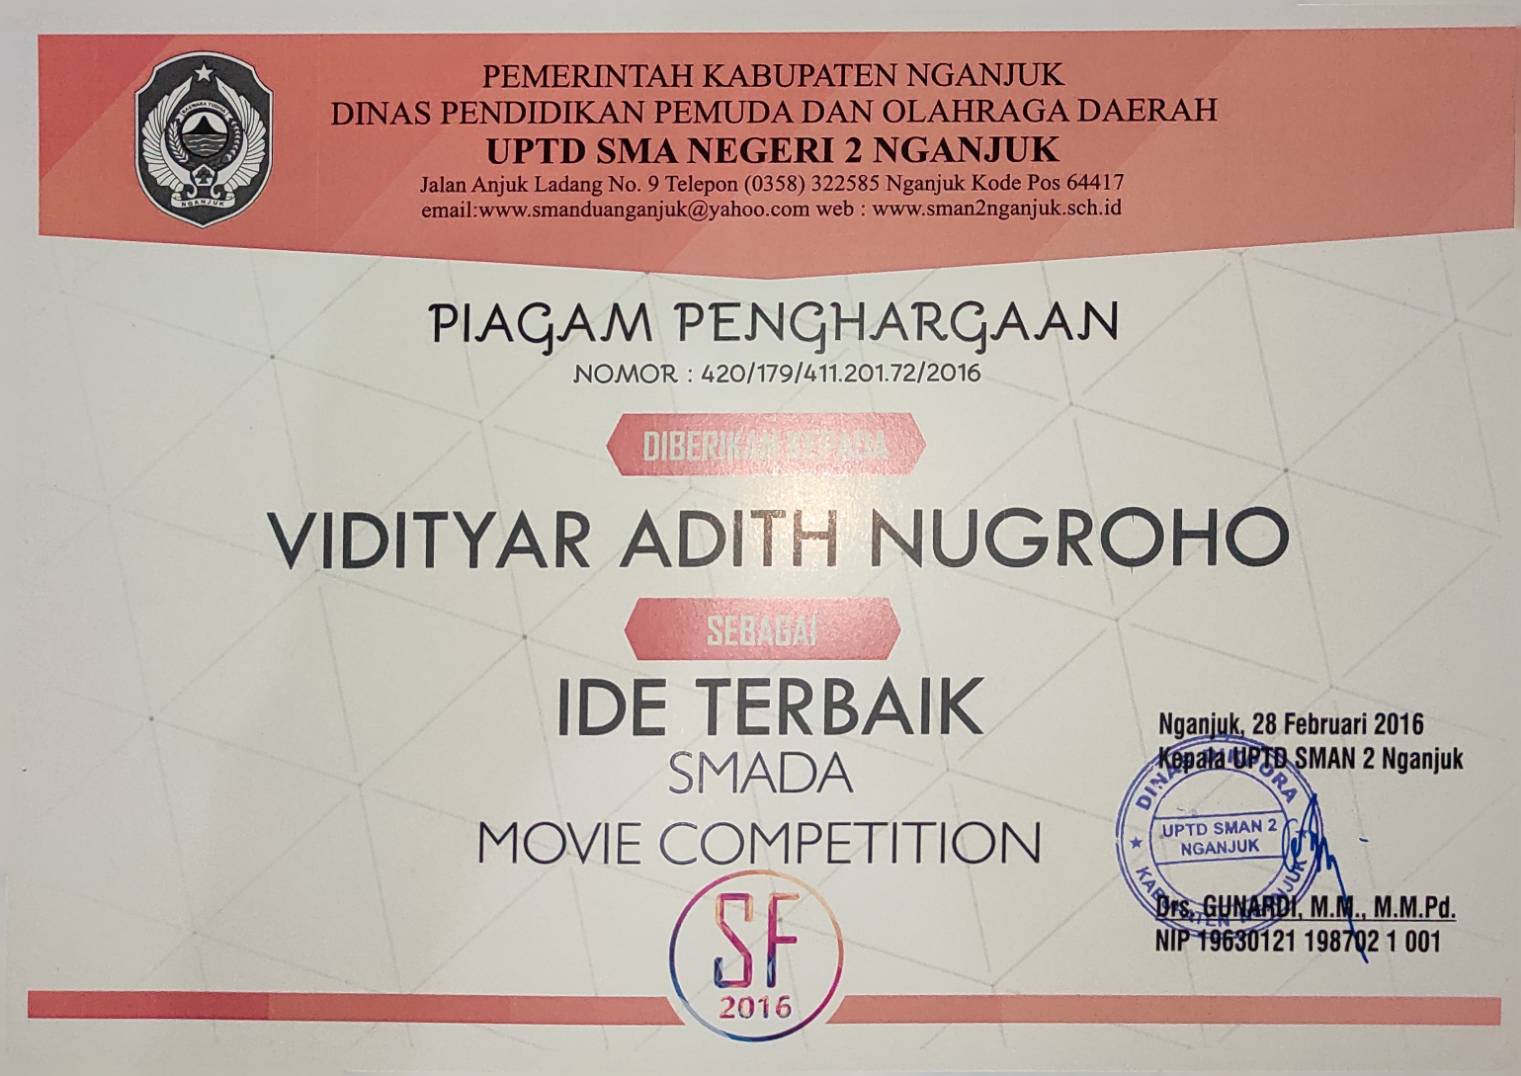 PEMERINTAH KABUPATEN NGANJUK
DINAS PENDIDIKAN PEMUDA DAN OLAHRAGA DAERAH
UPTD SMA NEGERI 2 NGANJUK
Jalan Anjuk Ladang No. 9 Telepon (0358) 322585 Nganjuk Kode Pos 64417
email:www.smanduanganjuk@yahoo.com web : www.sman2nganjuk.sch.id
NGANJUK
PIAGAM PENGHARGAAN
NOMOR : 420/179/411.201.72/2016
DIBERIKAN KEPADA
VIDITYAR ADITH NUGROHO
SEBAGAI
IDE TERBAIK
SMADA
MOVIE COMPETITION
SF
2016
Nganjuk, 28 Februari 2016
Kepala UPTD SMAN 2 Nganjuk
UPTD SMAN 2
NGANJUK
Drs. GUNARDI, M.M., M.M.Pd.
NIP 19630121 198702 1 001